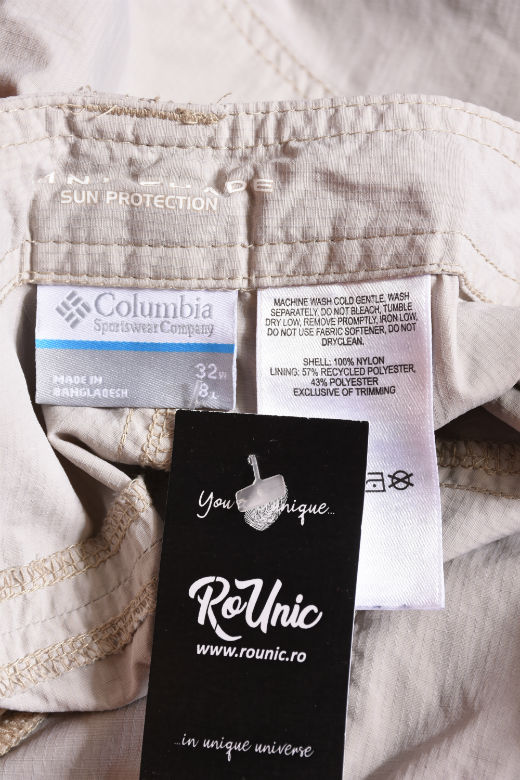 SUN PROTECTION
Columbia
Sportswear Company
32W
/8L
MADE IN
BANGLADESH
MACHINE WASH COLD GENTLE, WASH
SEPARATELY, DO NOT BLEACH, TUMBLE
DRY LOW, REMOVE PROMPTLY, IRON LOW,
DO NOT USE FABRIC SOFTENER, DO NOT
DRYCLEAN.
SHELL: 100% NYLON
LINING: 57% RECYCLED POLYESTER,
43% POLYESTER
EXCLUSIVE OF TRIMMING
You unique...
RoUnic
www.rounic.ro
...in unique universe